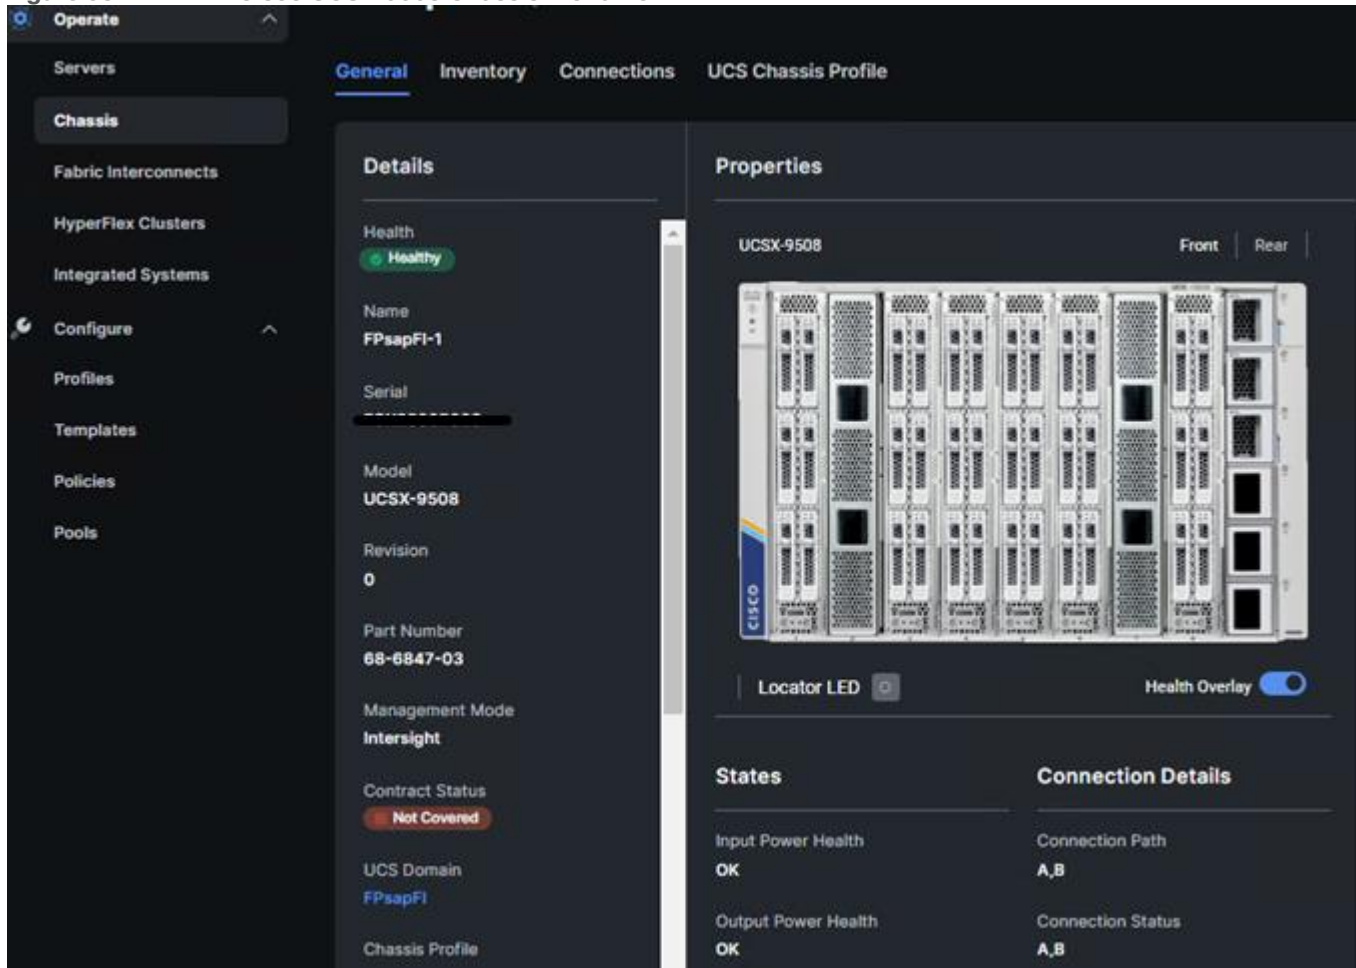 Operate
Servers
Chassis
Fabric Interconnects
HyperFlex Clusters
Integrated Systems
Configure
Profiles
Templates
Policies
Pools
General Inventory Connections UCS Chassis Profile
Details
Health
Healthy
Name
FPsapFI-1
Serial
Model
UCSX-9508
Revision
0
Part Number
68-6847-03
Management Mode
Intersight
Contract Status
Not Covered
UCS Domain
FPsapFI
Chassis Profile
Properties
UCSX-9508
Front | Rear
CISCO
Locator LED
Health Overlay
States
Input Power Health
OK
Output Power Health
OK
Connection Details
Connection Path
A,B
Connection Status
A,B